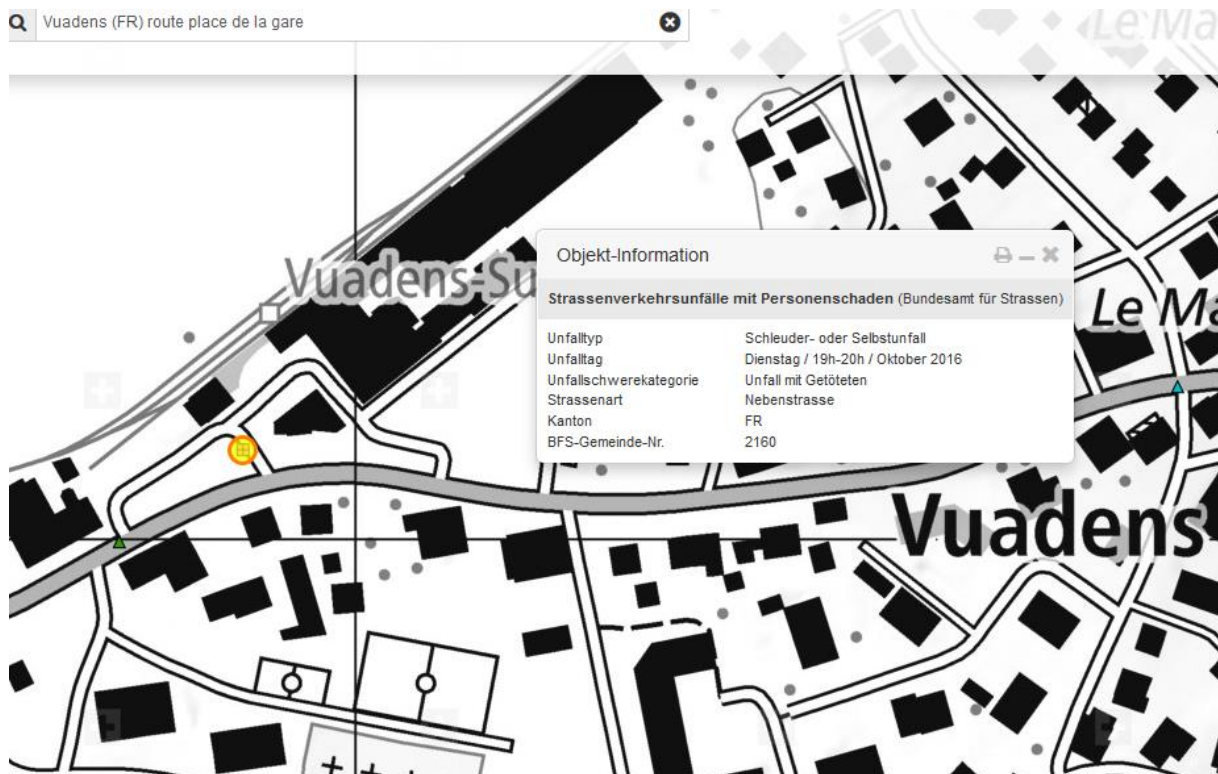 Vuadens (FR) route place de la gare
Le Ma
Vuadens-Su
Objekt-Information
Strassenverkehrsunfälle mit Personenschaden (Bundesamt für Strassen)
Unfalltyp Schleuder- oder Selbstunfall
Unfalltag Dienstag / 19h-20h / Oktober 2016
Unfallschwerekategorie Unfall mit Getöteten
Strassenart Nebenstrasse
Kanton FR
BFS-Gemeinde-Nr. 2160
Le Ma
Vuadens